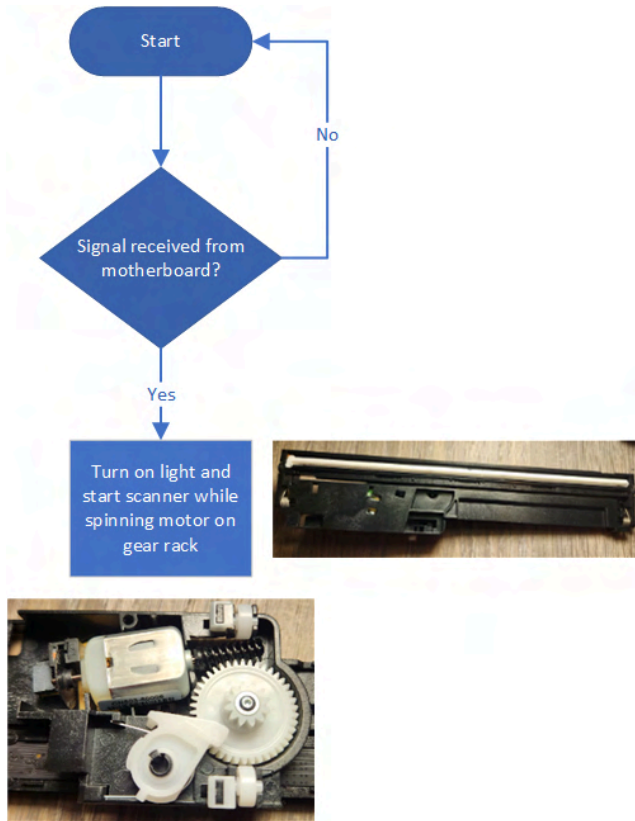 Start
No
Signal received from
motherboard?
Yes
Turn on light and
start scanner while
spinning motor on
gear rack